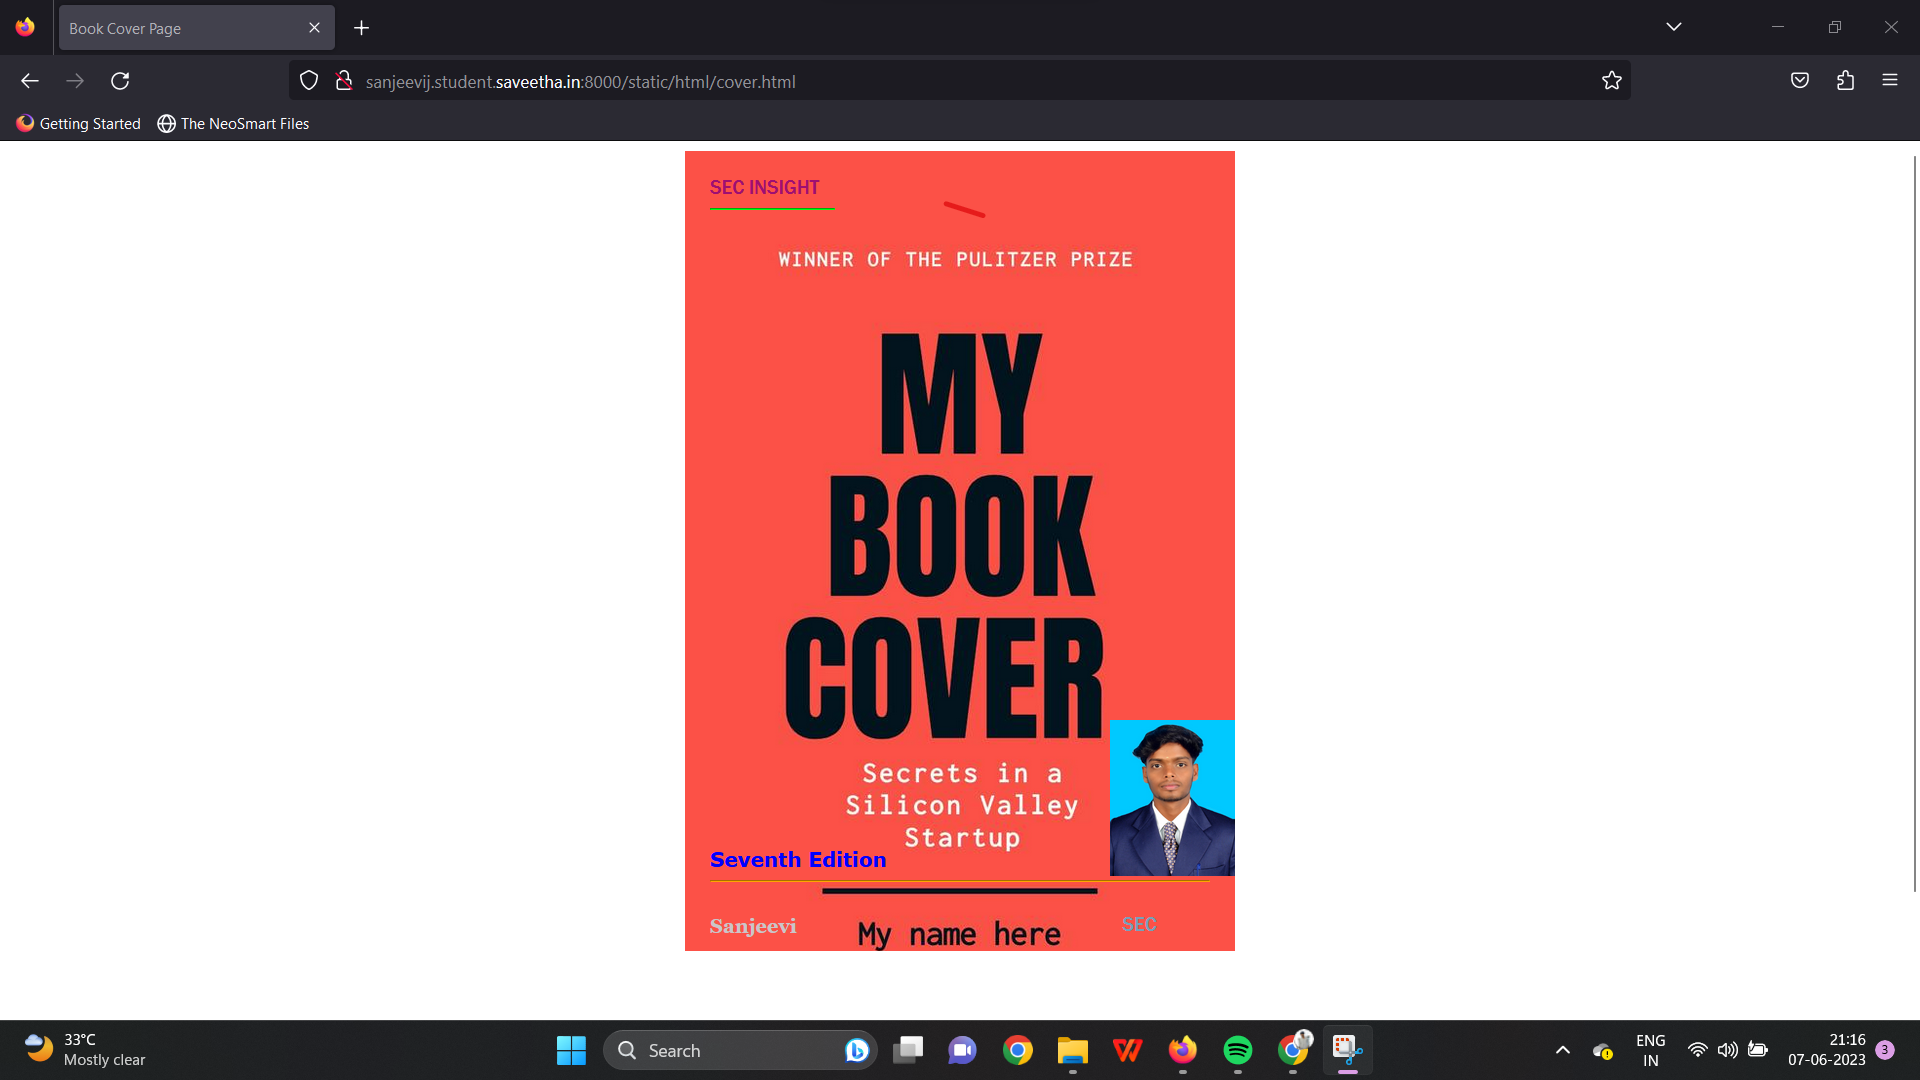 Book Cover Page
sanjeevij.student.saveetha.in:8000/static/html/cover.html
Getting Started
The NeoSmart Files
SEC INSIGHT
WINNER OF THE PULITZER PRIZE
MY
BOOK
COVER
Secrets in a
Silicon Valley
Startup
Seventh Edition
Sanjeevi
My name here
SEC
33°C
Mostly clear
Search
ENG
IN
21:16
07-06-2023
3